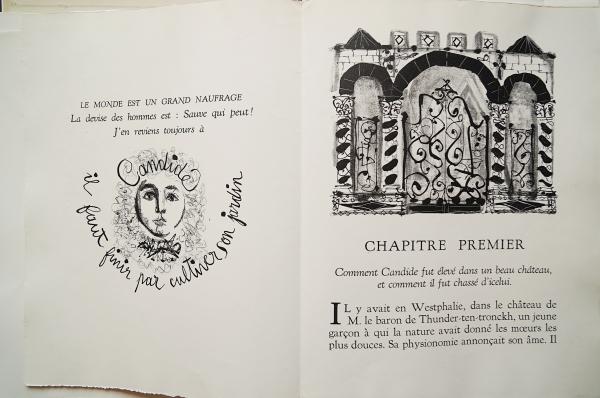 LE MONDE EST UN GRAND NAUFRAGE
La devise des hommes est : Sauve qui peut !
J'en reviens toujours à
Candide
il faut finir par cultiver son jardin
CHAPITRE PREMIER
Comment Candide fut élevé dans un beau château,
et comment il fut chassé d'icelui.
IL y avait en Westphalie, dans le château de
M. le baron de Thunder-ten-tronckh, un jeune
garçon à qui la nature avait donné les mœurs les
plus douces. Sa physionomie annonçait son âme. Il